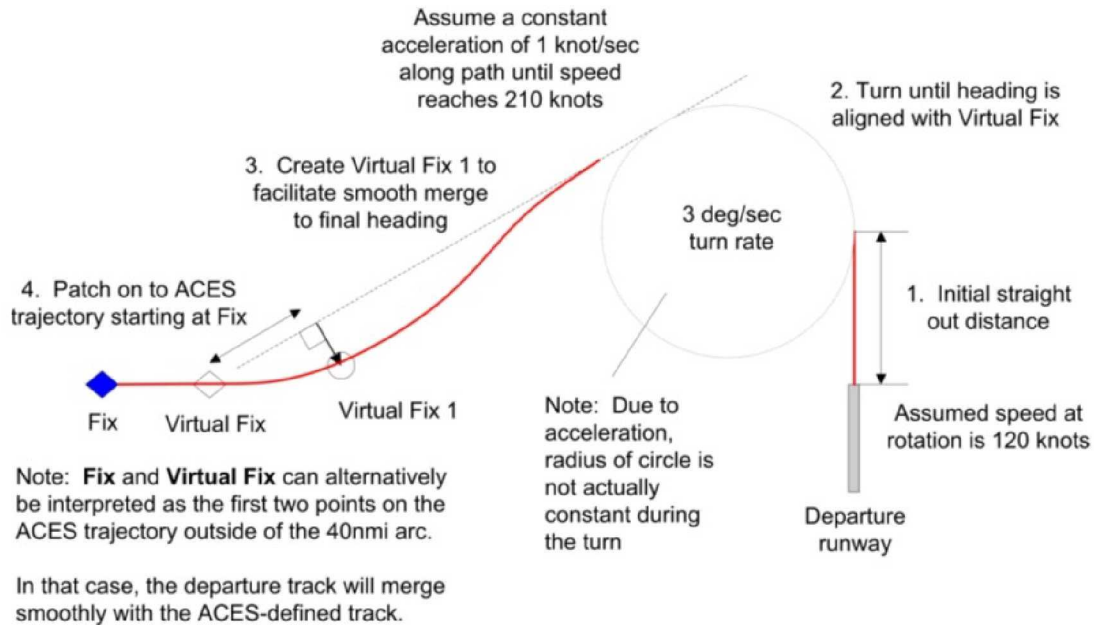 Assume a constant
acceleration of 1 knot/sec
along path until speed
reaches 210 knots
2. Turn until heading is
aligned with Virtual Fix
3. Create Virtual Fix 1 to
facilitate smooth merge
to final heading
3 deg/sec
turn rate
4. Patch on to ACES
trajectory starting at Fix
1. Initial straight
out distance
Fix
Virtual Fix
Virtual Fix 1
Note: Due to
acceleration,
radius of circle is
not actually
constant during
the turn
Assumed speed at
rotation is 120 knots
Departure
runway
Note: Fix and Virtual Fix can alternatively
be interpreted as the first two points on the
ACES trajectory outside of the 40nmi arc.
In that case, the departure track will merge
smoothly with the ACES-defined track.